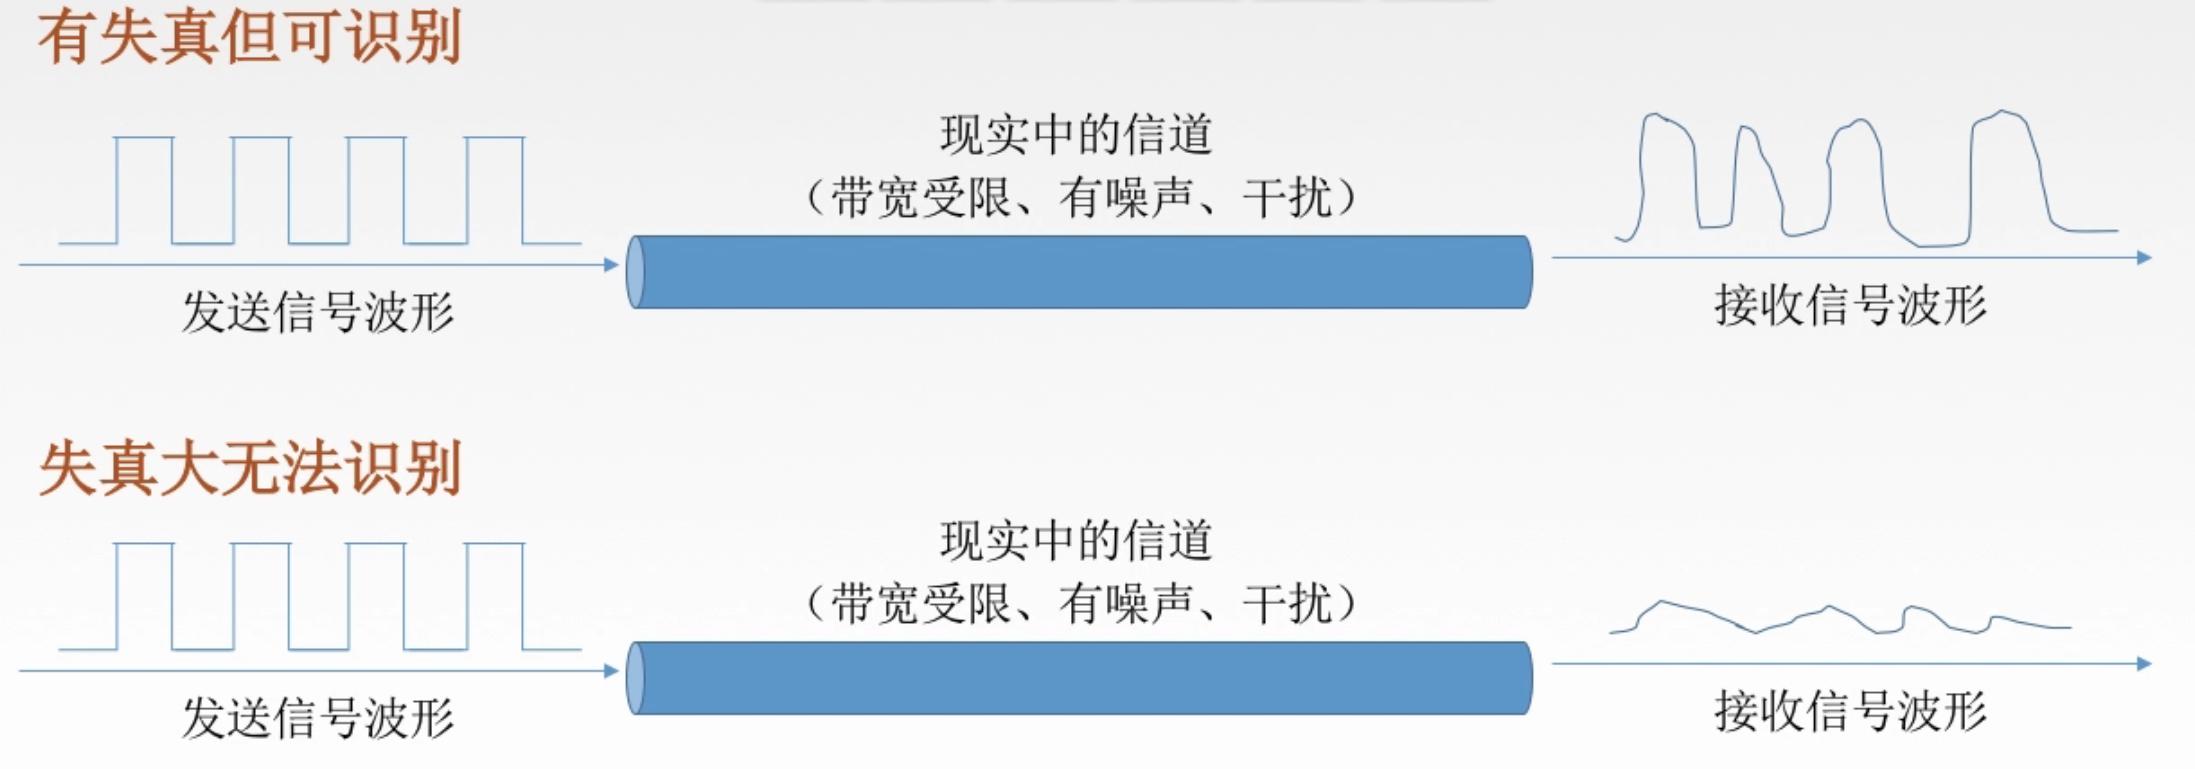 有失真但可识别
现实中的信道
（带宽受限、有噪声、干扰）
发送信号波形
接收信号波形
失真大无法识别
现实中的信道
（带宽受限、有噪声、干扰）
发送信号波形
接收信号波形